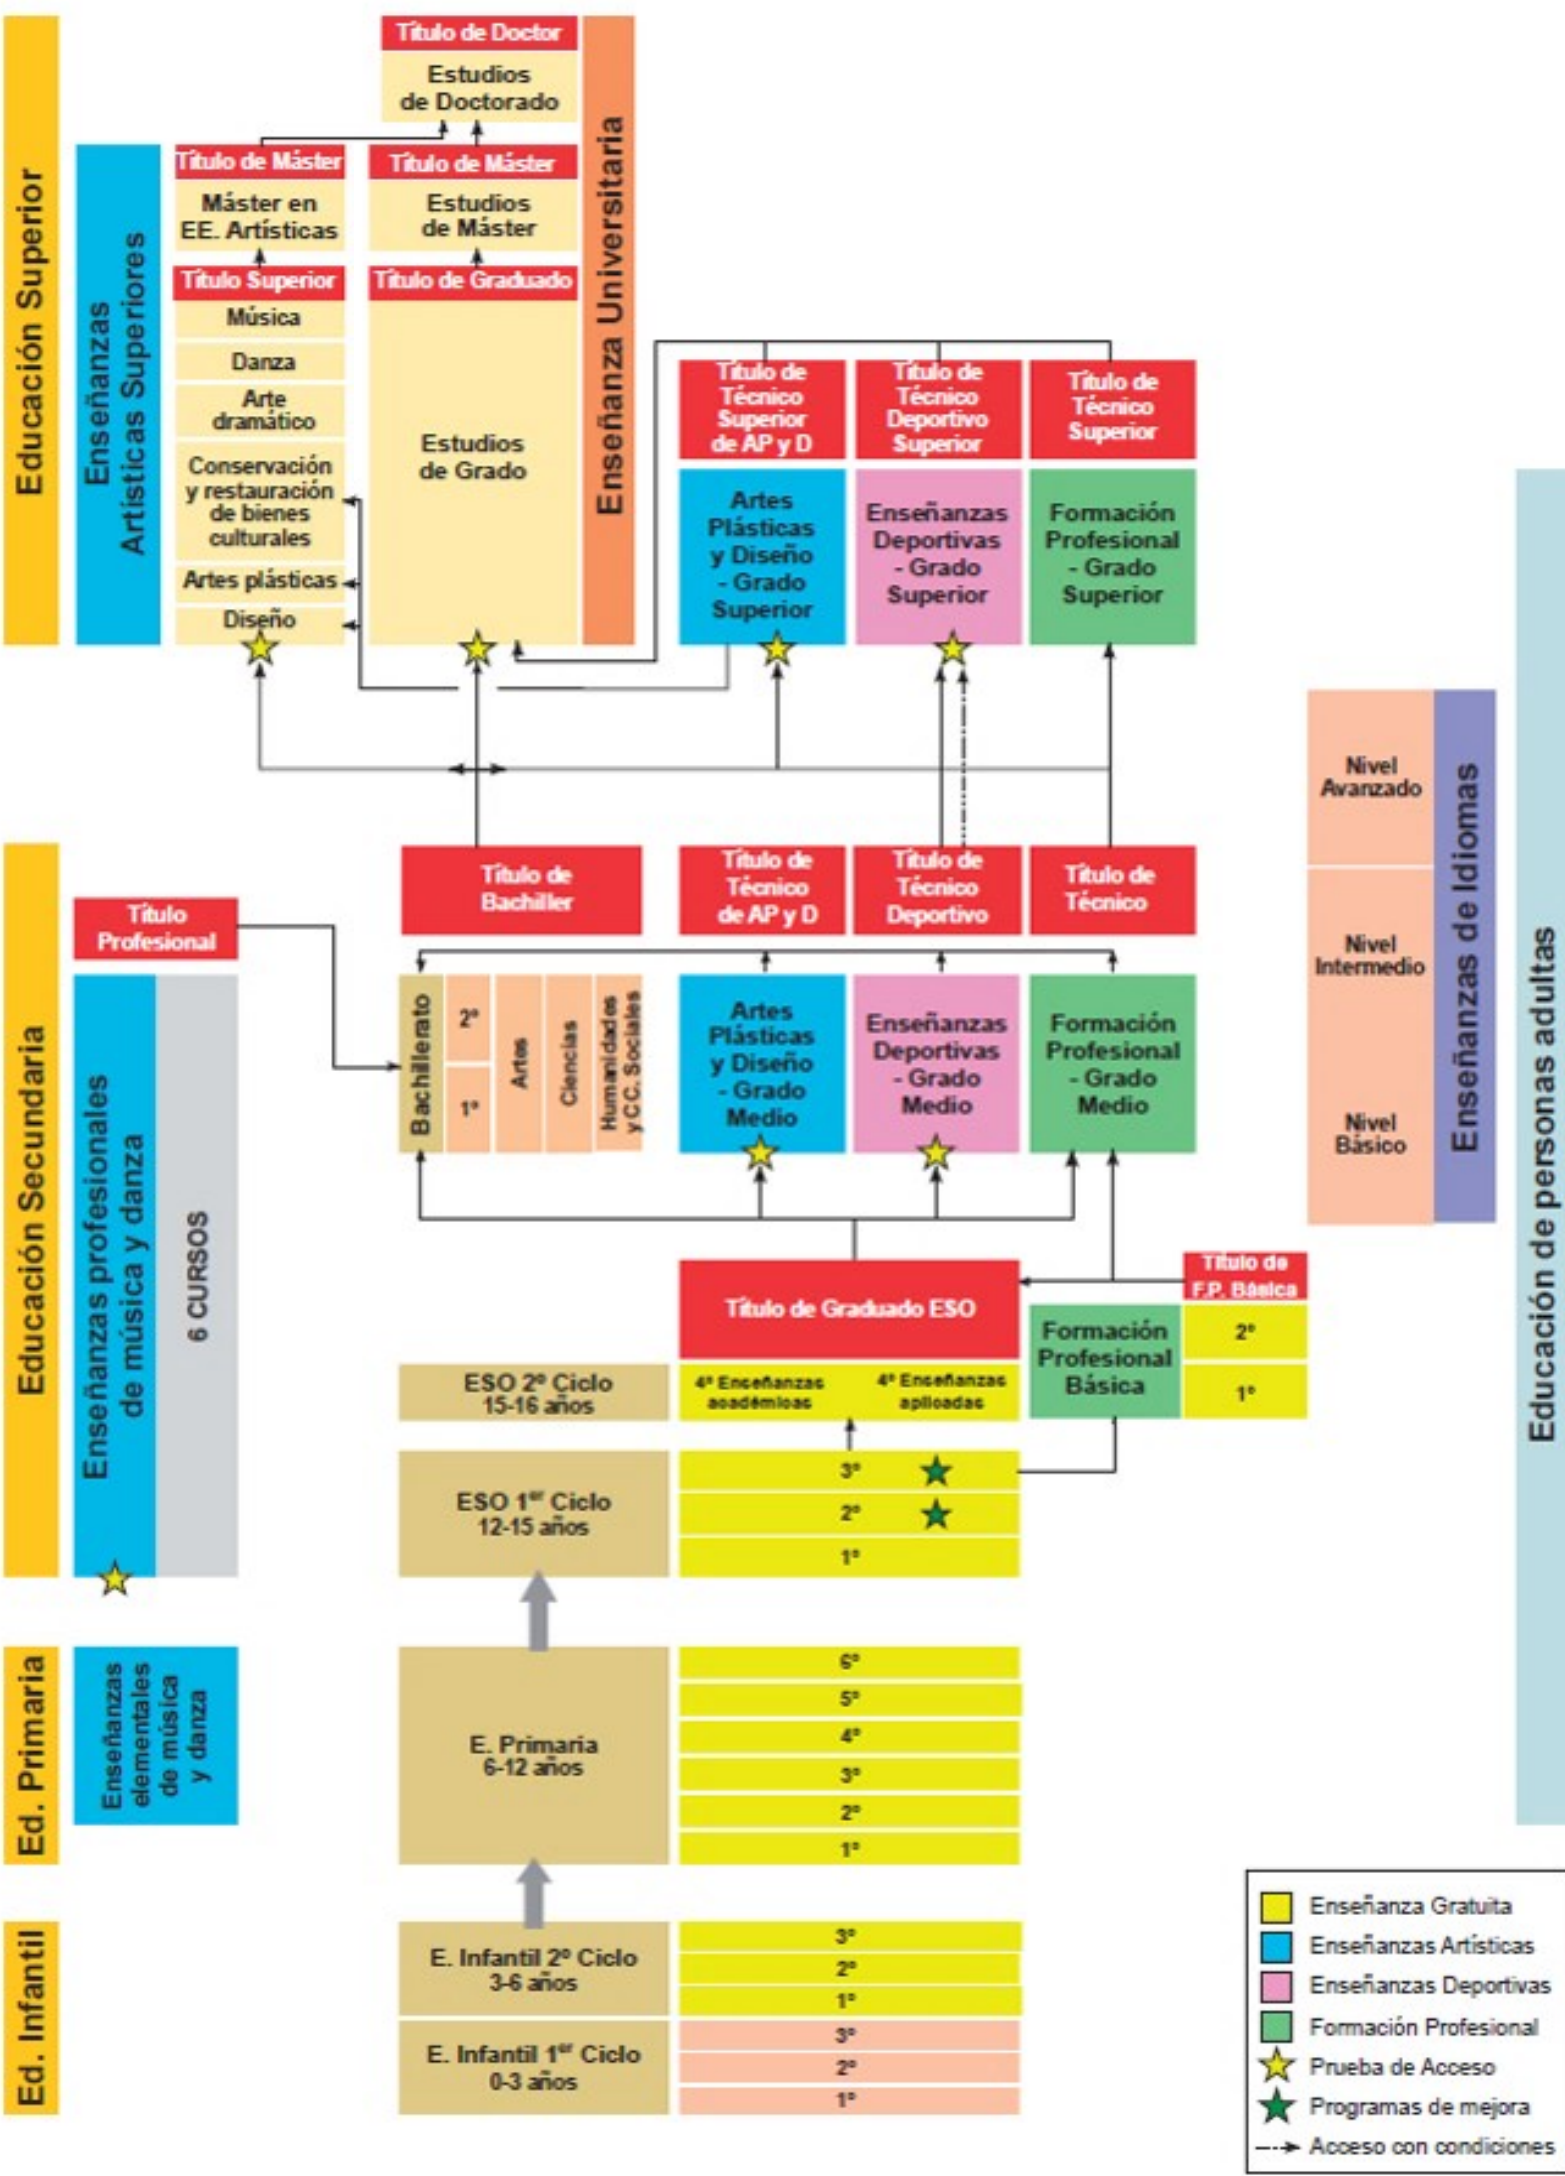 Título de Doctor
Estudios
de Doctorado
Educación Superior
Enseñanzas
Artísticas Superiores
Título de Máster
Máster en
EE. Artísticas
Título Superior
Música
Danza
Arte
dramático
Conservación
y restauración
de bienes
culturales
Artes plásticas
Diseño
Título de Máster
Estudios
de Máster
Título de Graduado
Estudios
de Grado
Enseñanza Universitaria
Título de
Técnico
Superior
de AP y D
Título de
Técnico
Deportivo
Superior
Título de
Técnico
Superior
Artes
Plásticas
y Diseño
- Grado
Superior
Enseñanzas
Deportivas
- Grado
Superior
Formación
Profesional
- Grado
Superior
Educación Secundaria
Título
Profesional
Enseñanzas profesionales
de música y danza
6 CURSOS
Título de
Bachiller
Título de
Técnico
de AP y D
Título de
Técnico
Deportivo
Título de
Técnico
Bachillerato
2º
1º
Artes
Ciencias
Humanidades
y CC. Sociales
Artes
Plásticas
y Diseño
- Grado
Medio
Enseñanzas
Deportivas
- Grado
Medio
Formación
Profesional
- Grado
Medio
Nivel
Avanzado
Nivel
Intermedio
Nivel
Básico
Enseñanzas de Idiomas
Educación de personas adultas
Título de Graduado ESO
Título de
F.P. Básica
Formación
Profesional
Básica
2º
1º
ESO 2º Ciclo
15-16 años
4º Enseñanzas
académicas
4º Enseñanzas
aplicadas
ESO 1er Ciclo
12-15 años
3º
2º
1º
Ed. Primaria
Enseñanzas
elementales
de música
y danza
E. Primaria
6-12 años
6º
5º
4º
3º
2º
1º
Ed. Infantil
E. Infantil 2º Ciclo
3-6 años
3º
2º
1º
E. Infantil 1er Ciclo
0-3 años
3º
2º
1º
Enseñanza Gratuita
Enseñanzas Artísticas
Enseñanzas Deportivas
Formación Profesional
Prueba de Acceso
Programas de mejora
Acceso con condiciones